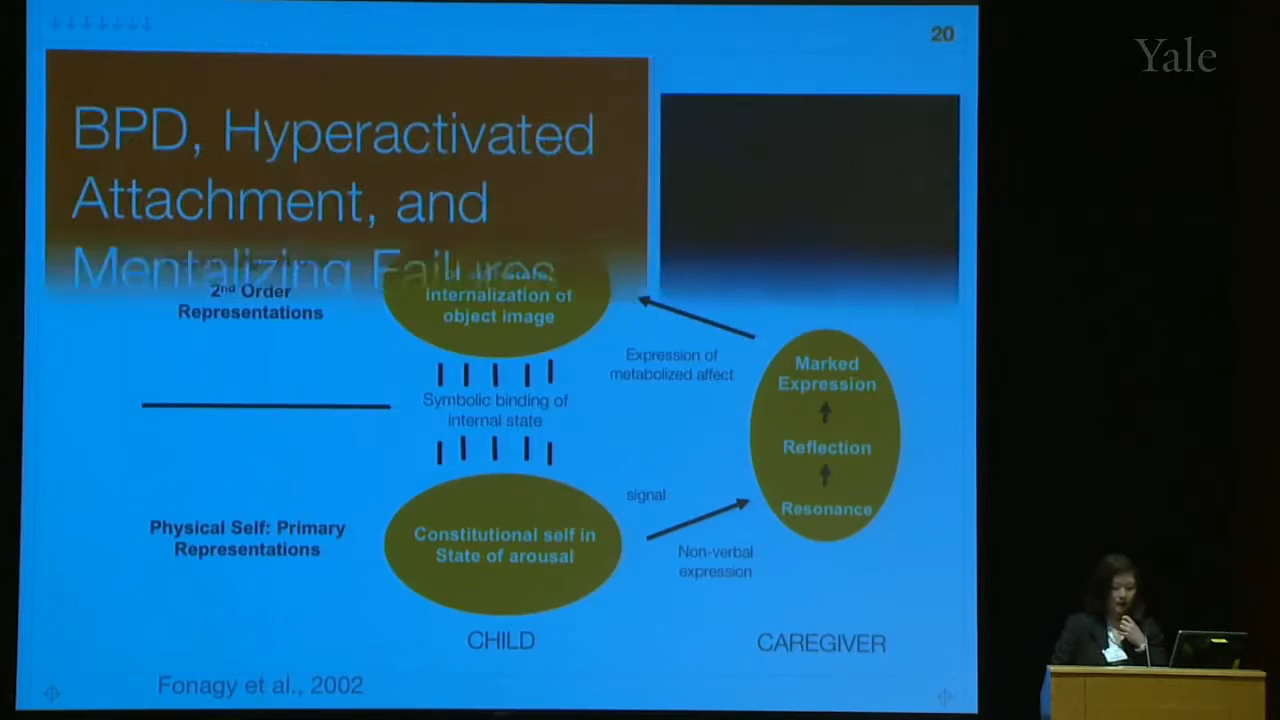 20
Yale
BPD, Hyperactivated
Attachment, and
Mentalizing Failures
2nd Order
Representations
internalization of
object image
Expression of
metabolized affect
Marked
Expression
Symbolic binding of
internal state
Reflection
signal
Resonance
Physical Self: Primary
Representations
Constitutional self in
State of arousal
Non-verbal
expression
CHILD
CAREGIVER
Fonagy et al., 2002